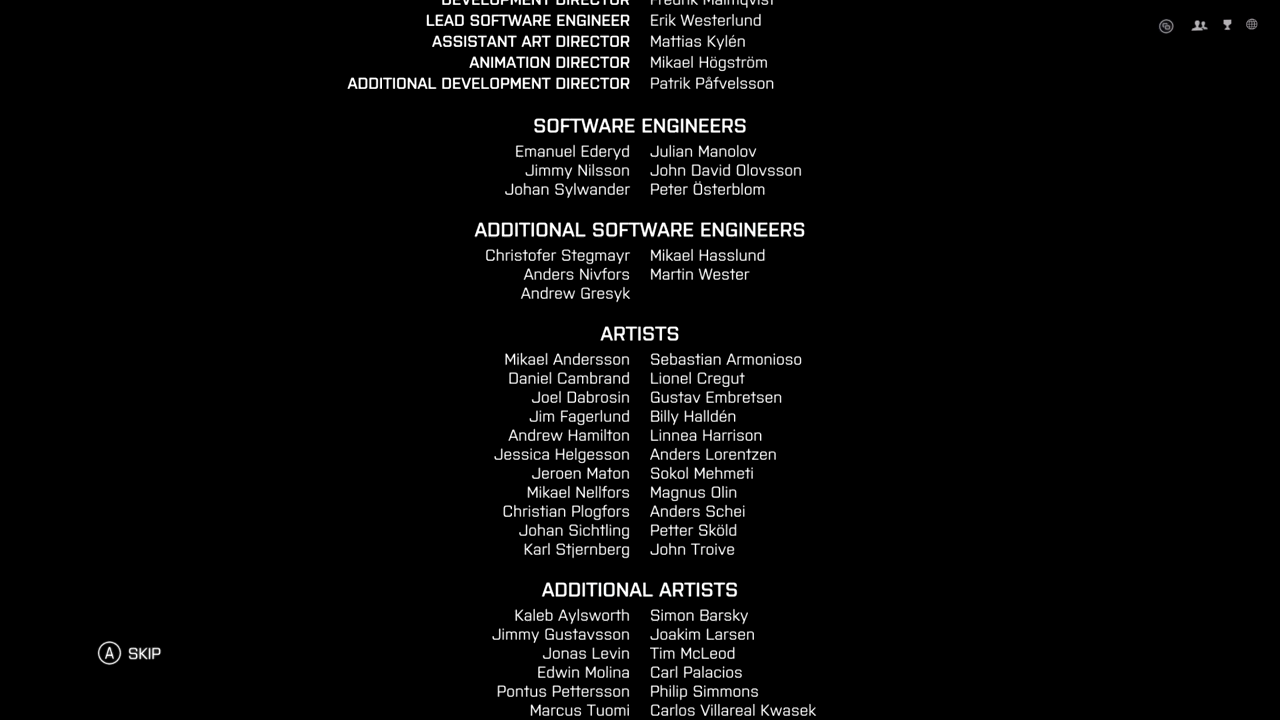 DEVELOPMENT DIRECTOR Fredrik Malmqvist
LEAD SOFTWARE ENGINEER Erik Westerlund
ASSISTANT ART DIRECTOR Mattias Kylén
ANIMATION DIRECTOR Mikael Högström
ADDITIONAL DEVELOPMENT DIRECTOR Patrik Påfvelsson
SOFTWARE ENGINEERS
Emanuel Ederyd Julian Manolov
Jimmy Nilsson John David Olovsson
Johan Sylwander Peter Österblom
ADDITIONAL SOFTWARE ENGINEERS
Christofer Stegmayr Mikael Hasslund
Anders Nivfors Martin Wester
Andrew Gresyk
ARTISTS
Mikael Andersson Sebastian Armonioso
Daniel Cambrand Lionel Cregut
Joel Dabrosin Gustav Embretsen
Jim Fagerlund Billy Halldén
Andrew Hamilton Linnea Harrison
Jessica Helgesson Anders Lorentzen
Jeroen Maton Sokol Mehmeti
Mikael Nellfors Magnus Olin
Christian Plogfors Anders Schei
Johan Sichtling Petter Sköld
Karl Stjernberg John Troive
ADDITIONAL ARTISTS
Kaleb Aylsworth Simon Barsky
Jimmy Gustavsson Joakim Larsen
Jonas Levin Tim McLeod
Edwin Molina Carl Palacios
Pontus Pettersson Philip Simmons
Marcus Tuomi Carlos Villareal Kwasek
A SKIP